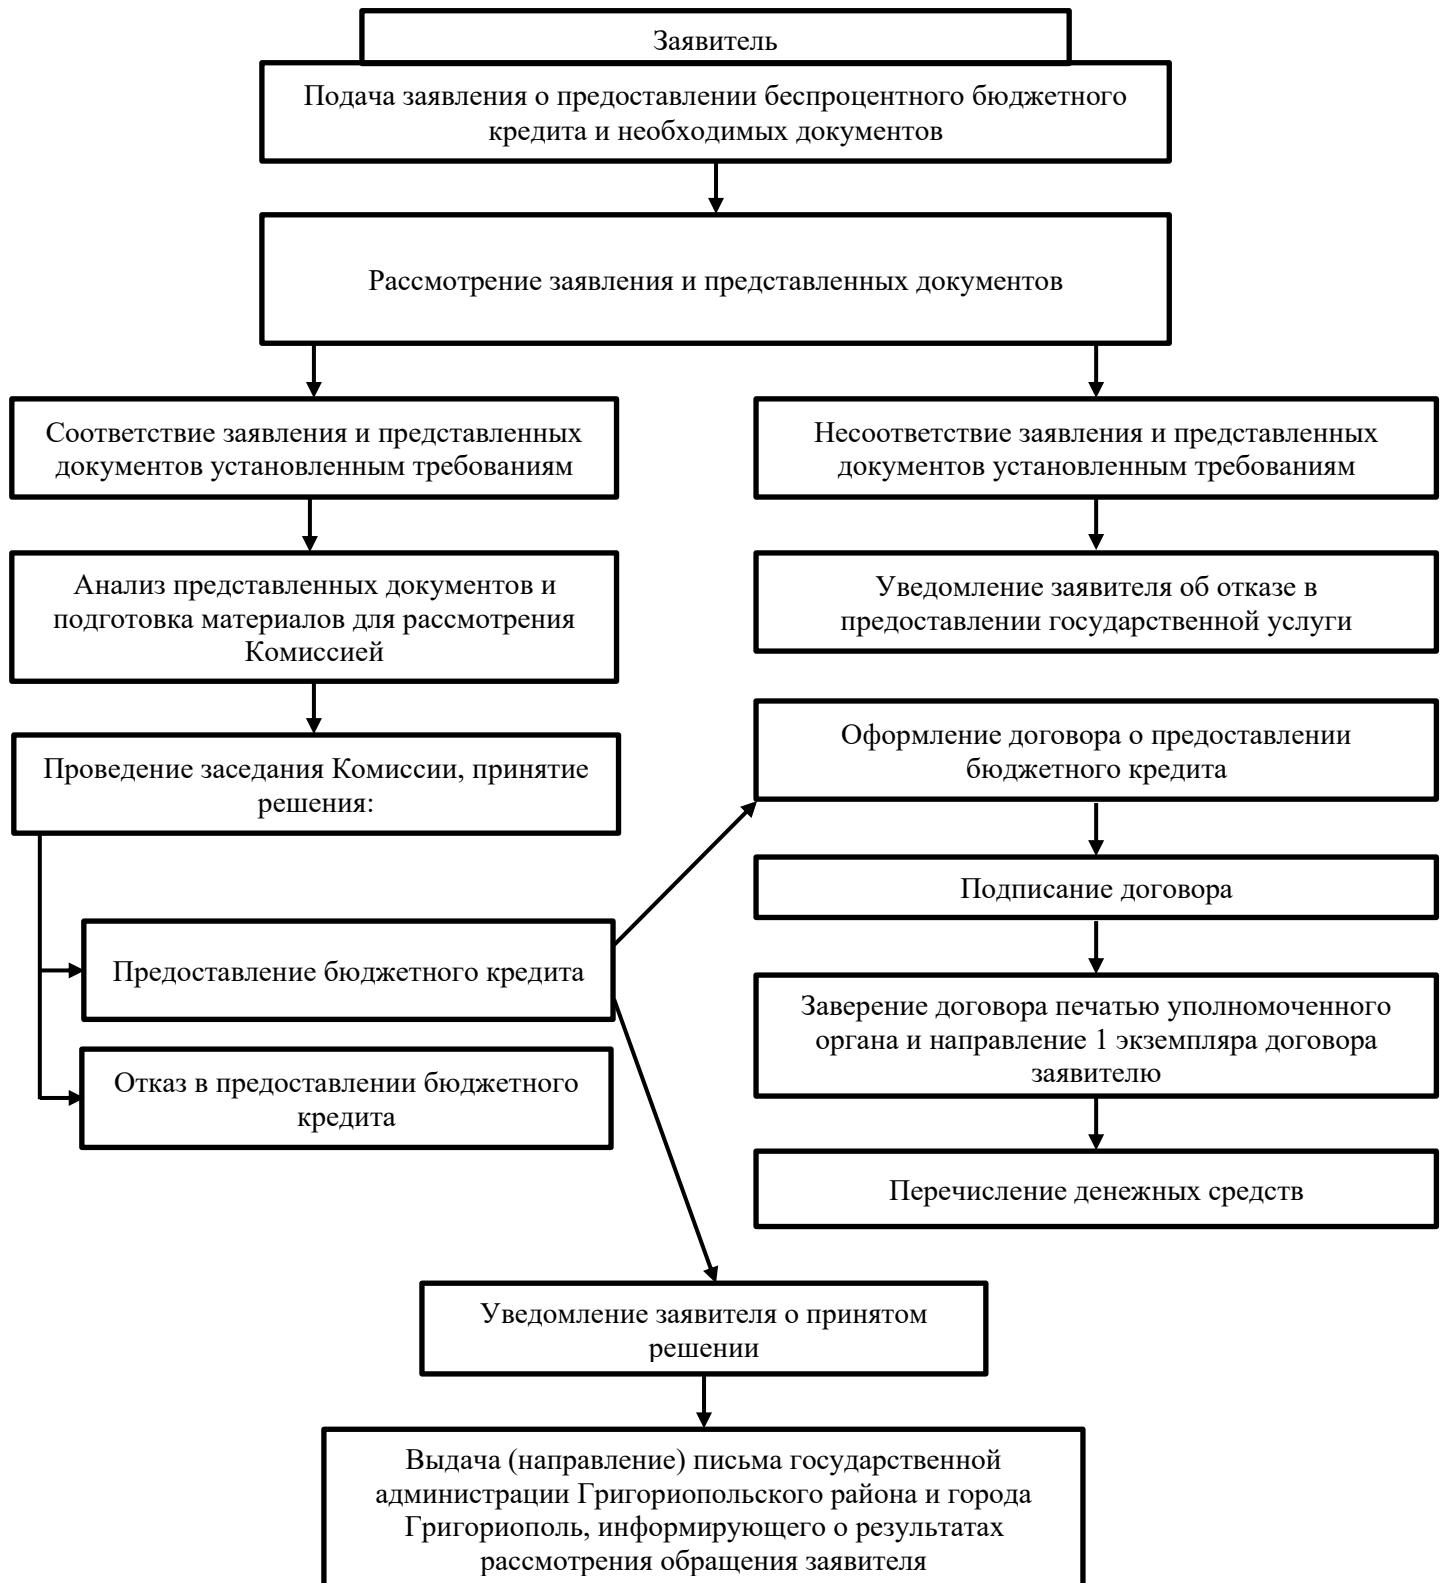 Заявитель
Подача заявления о предоставлении беспроцентного бюджетного
кредита и необходимых документов
Рассмотрение заявления и представленных документов
Соответствие заявления и представленных
документов установленным требованиям
Несоответствие заявления и представленных
документов установленным требованиям
Анализ представленных документов и
подготовка материалов для рассмотрения
Комиссией
Уведомление заявителя об отказе в
предоставлении государственной услуги
Проведение заседания Комиссии, принятие
решения:
Оформление договора о предоставлении
бюджетного кредита
Подписание договора
Предоставление бюджетного кредита
Заверение договора печатью уполномоченного
органа и направление 1 экземпляра договора
заявителю
Отказ в предоставлении бюджетного
кредита
Перечисление денежных средств
Уведомление заявителя о принятом
решении
Выдача (направление) письма государственной
администрации Григориопольского района и города
Григориополь, информирующего о результатах
рассмотрения обращения заявителя